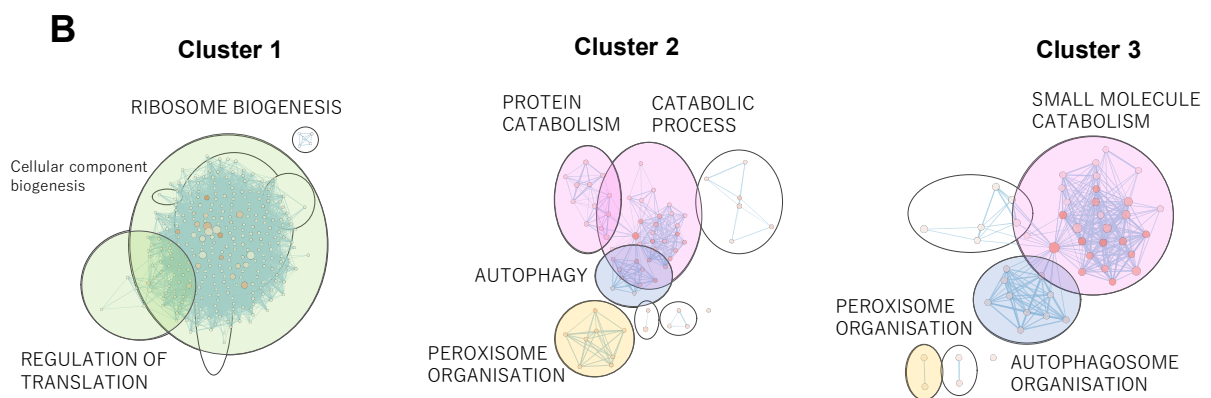 B
Cluster 1
RIBOSOME BIOGENESIS
Cellular component
biogenesis
REGULATION OF
TRANSLATION
Cluster 2
PROTEIN
CATABOLISM
CATABOLIC
PROCESS
AUTOPHAGY
PEROXISOME
ORGANISATION
Cluster 3
SMALL MOLECULE
CATABOLISM
PEROXISOME
ORGANISATION
AUTOPHAGOSOME
ORGANISATION